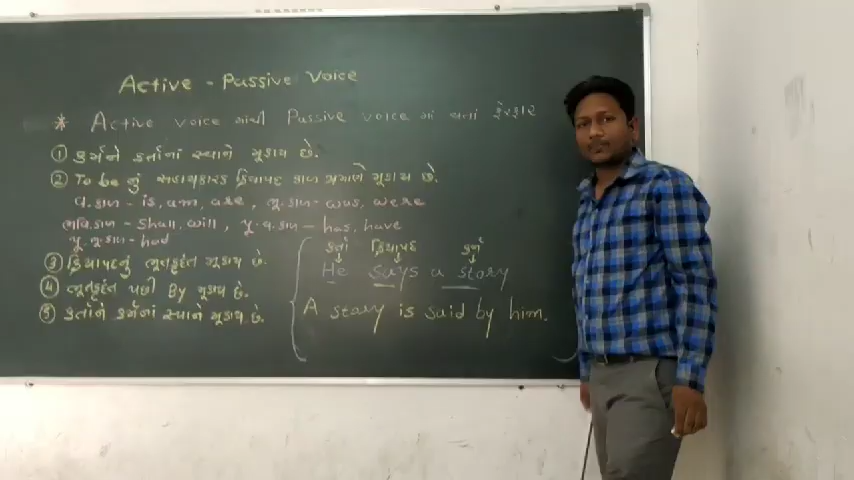 Active - Passive Voice
* Active voice માંથી Passive voice માં થતાં ફેરફાર
① કર્મને કર્તાનાં સ્થાને મૂકાય છે.
② To be નું સહાયકારક ક્રિયાપદ કાળ પ્રમાણે મૂકાય છે.
વ.કાળ - is, am, are, ભૂ.કાળ - was, were
ભવિ.કાળ - shall, will, પૂ.વ.કાળ - has, have
પૂ.ભૂ.કાળ - had
③ ક્રિયાપદનું ભૂતકૃદંત મૂકાય છે.
④ ભૂતકૃદંત પછી By મૂકાય છે.
⑤ કર્તાને કર્મનાં સ્થાને મૂકાય છે.
કર્તા ક્રિયાપદ કર્મ
He says a story
A story is said by him.